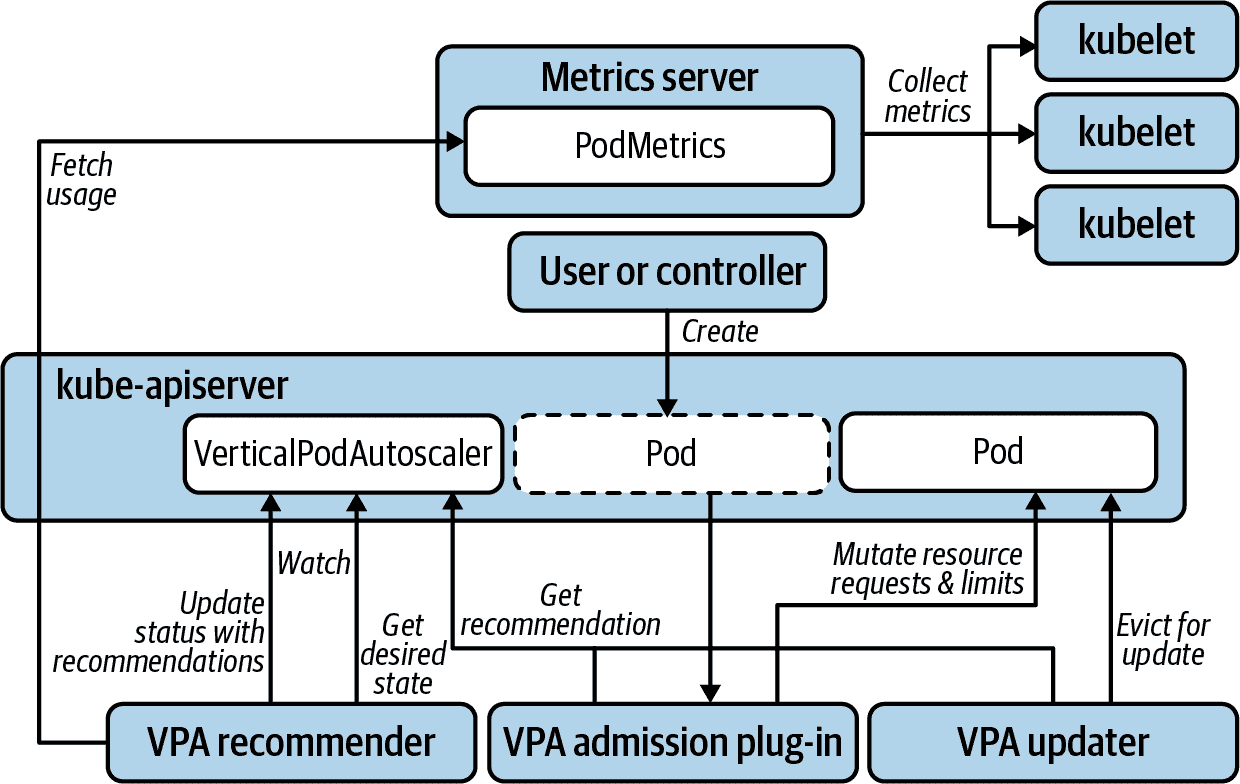 kubelet
Metrics server
Collect
metrics
kubelet
PodMetrics
Fetch
usage
kubelet
User or controller
Create
kube-apiserver
VerticalPodAutoscaler
Pod
Pod
Watch
Mutate resource
requests & limits
Update
status with
recommendations
Get
desired
state
Get
recommendation
Evict for
update
VPA recommender
VPA admission plug-in
VPA updater